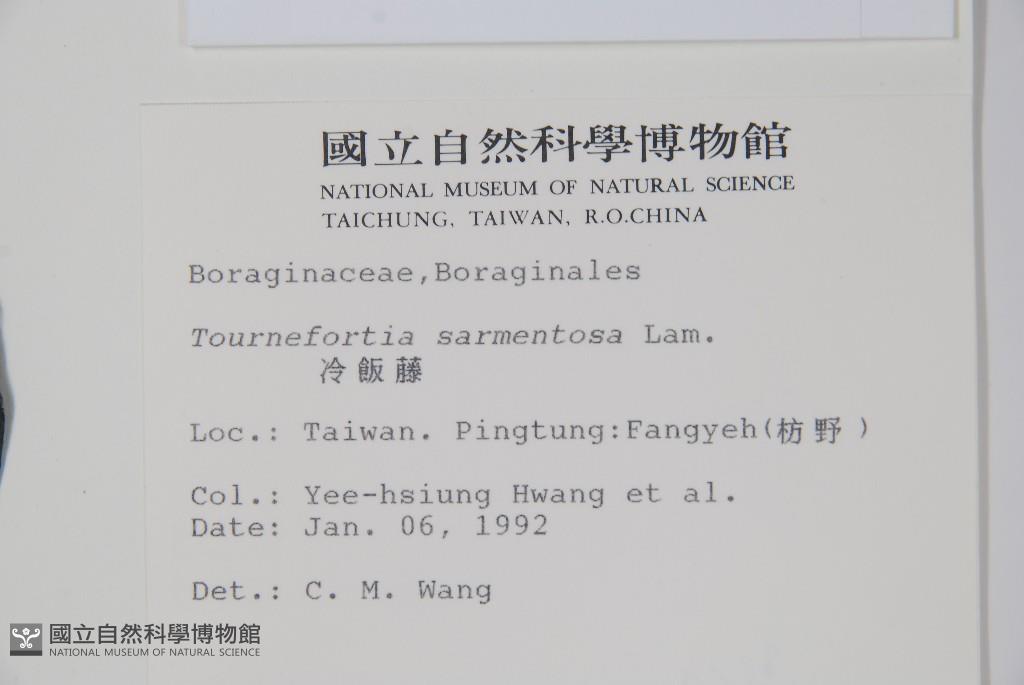 國立自然科學博物館
NATIONAL MUSEUM OF NATURAL SCIENCE
TAICHUNG, TAIWAN, R.O.CHINA
Boraginaceae,Boraginales
Tournefortia sarmentosa Lam.
冷飯藤
Loc.: Taiwan. Pingtung:Fangyeh(枋野)
Col.: Yee-hsiung Hwang et al.
Date: Jan. 06, 1992
Det.: C. M. Wang
國立自然科學博物館
NATIONAL MUSEUM OF NATURAL SCIENCE